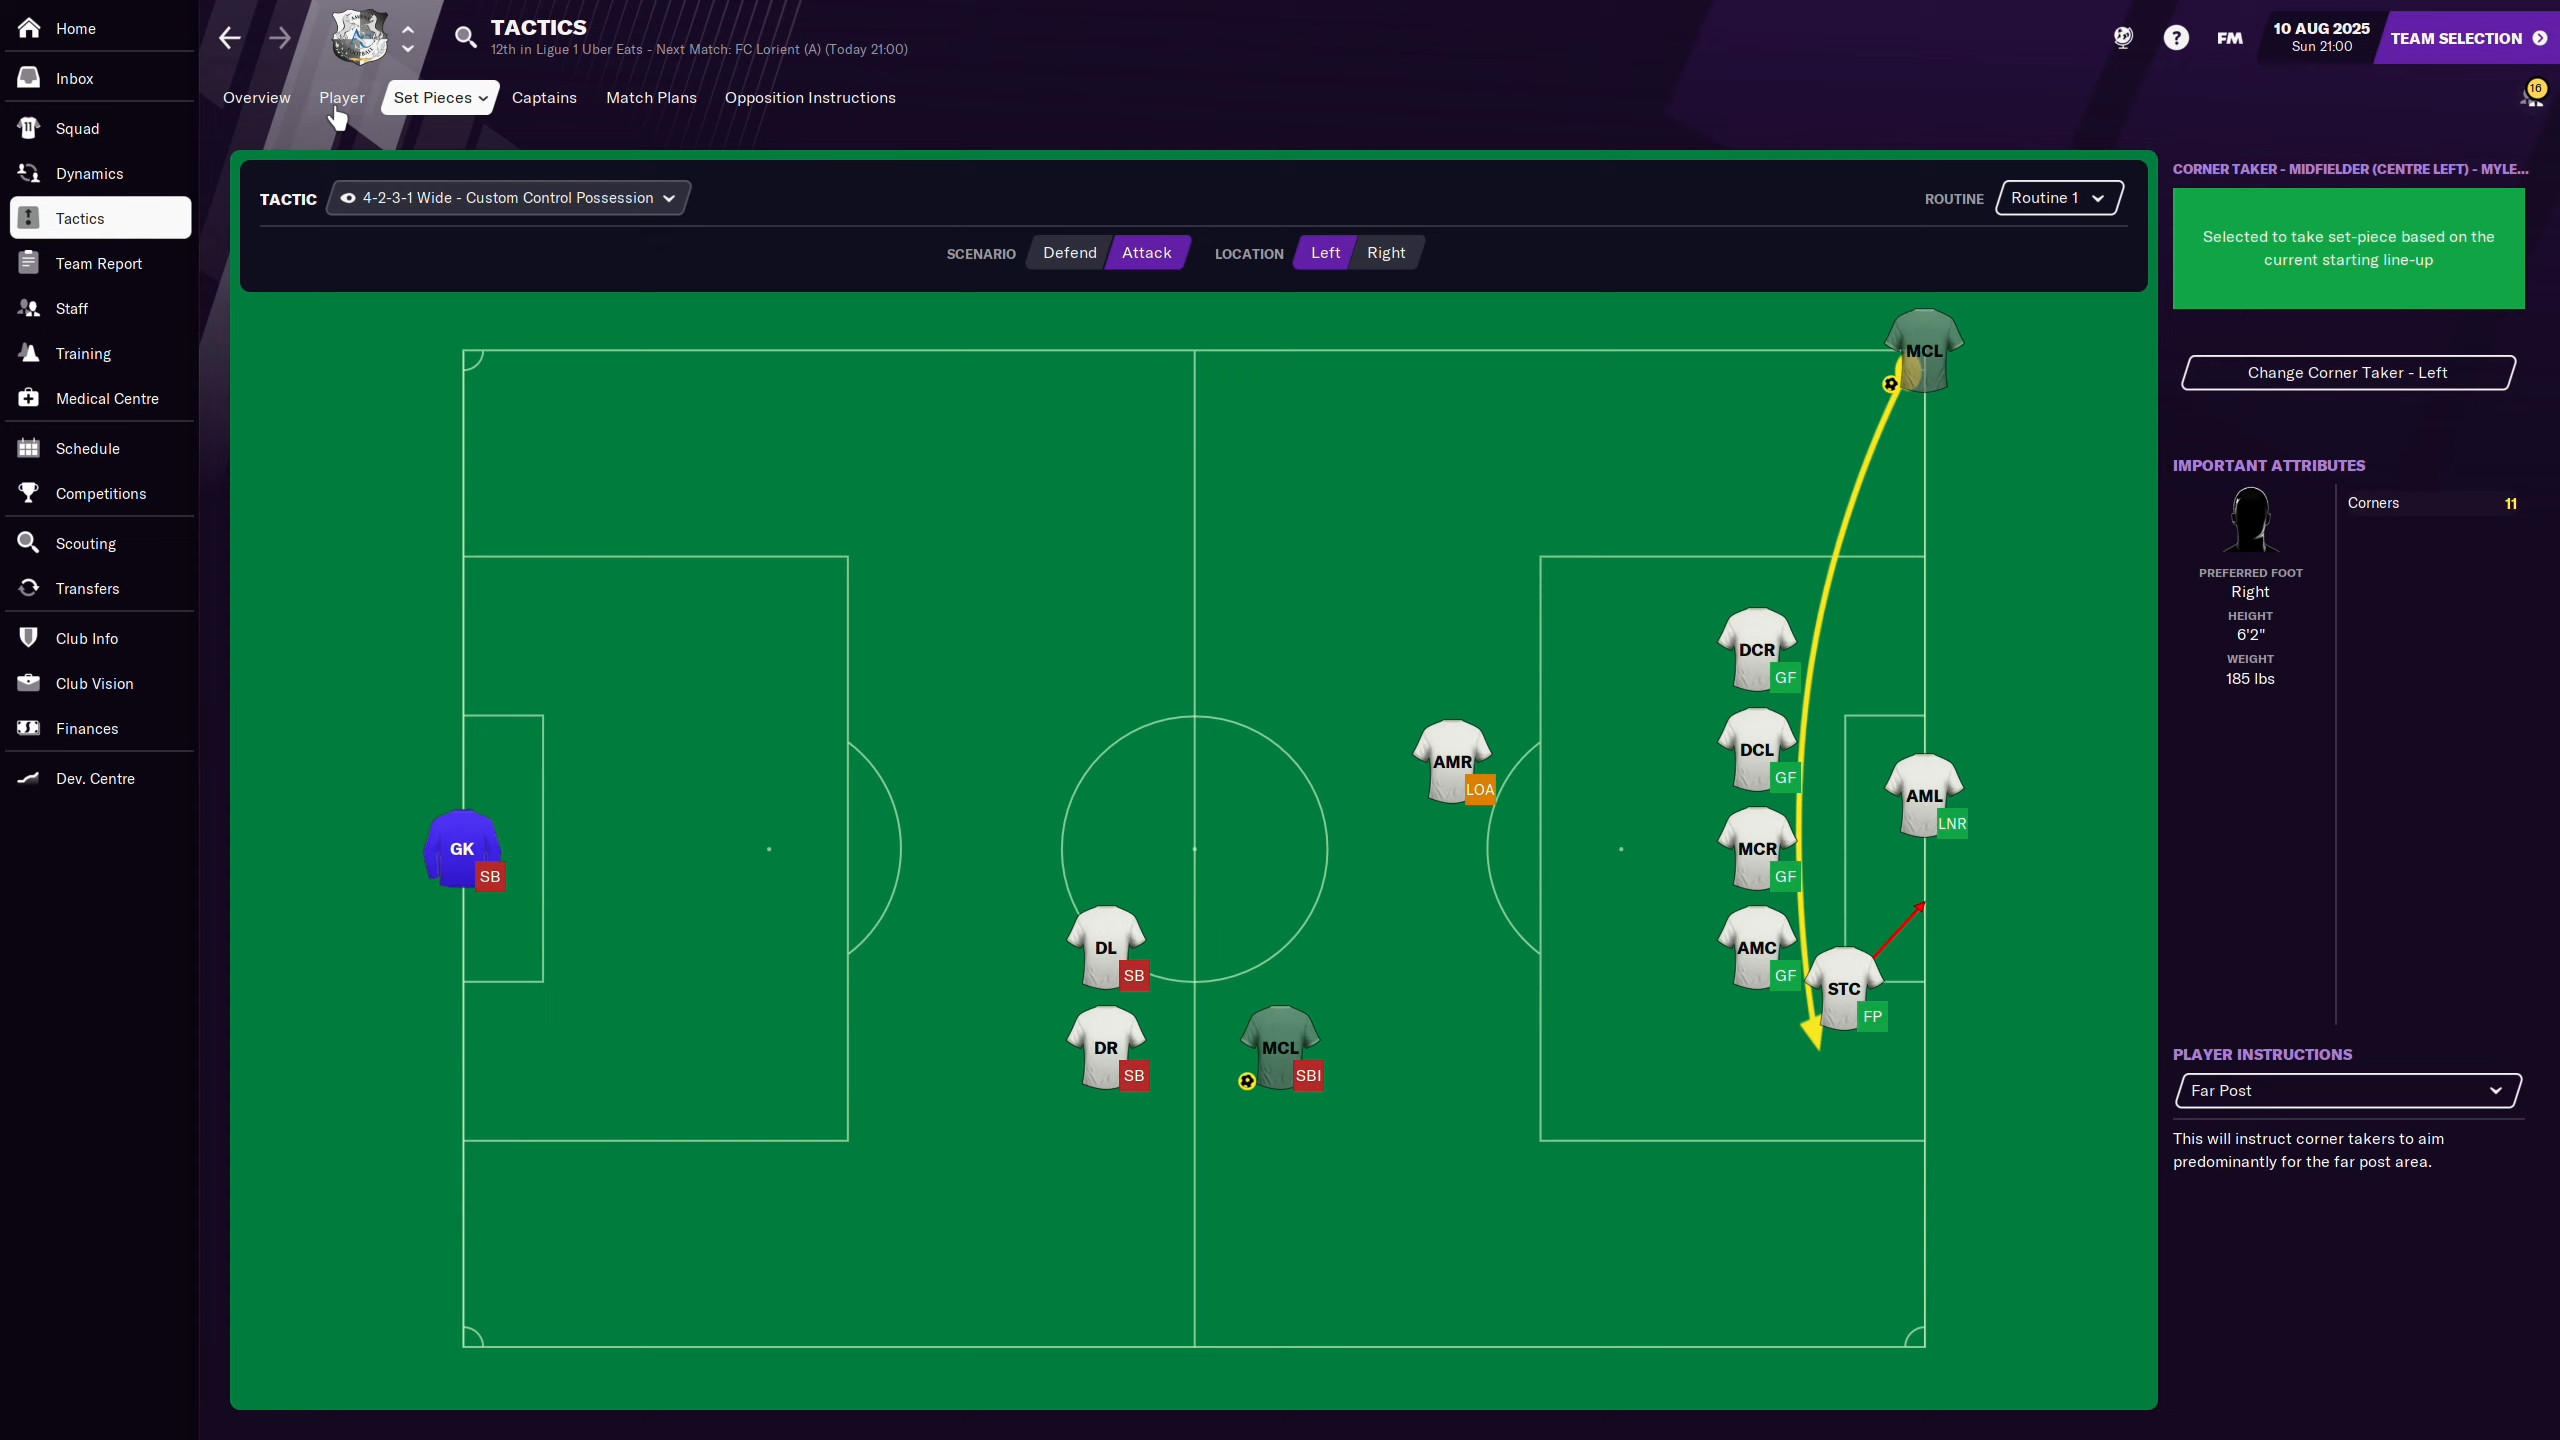 Home
Inbox
Squad
Dynamics
Tactics
Team Report
Staff
Training
Medical Centre
Schedule
Competitions
Scouting
Transfers
Club Info
Club Vision
Finances
Dev. Centre
TACTICS
12th in Ligue 1 Uber Eats - Next Match: FC Lorient (A) (Today 21:00)
FM
10 AUG 2025
Sun 21:00
TEAM SELECTION
Overview
Player
Set Pieces
Captains
Match Plans
Opposition Instructions
16
TACTIC
4-2-3-1 Wide - Custom Control Possession
ROUTINE
Routine 1
SCENARIO
Defend
Attack
LOCATION
Left
Right
MCL
DCR
GF
DCL
GF
AMR
LOA
AML
LNR
MCR
GF
GK
SB
DL
SB
AMC
GF
STC
FP
DR
SB
MCL
SBI
CORNER TAKER - MIDFIELDER (CENTRE LEFT) - MYLE...
Selected to take set-piece based on the
current starting line-up
Change Corner Taker - Left
IMPORTANT ATTRIBUTES
Corners
11
PREFERRED FOOT
Right
HEIGHT
6'2"
WEIGHT
185 lbs
PLAYER INSTRUCTIONS
Far Post
This will instruct corner takers to aim
predominantly for the far post area.